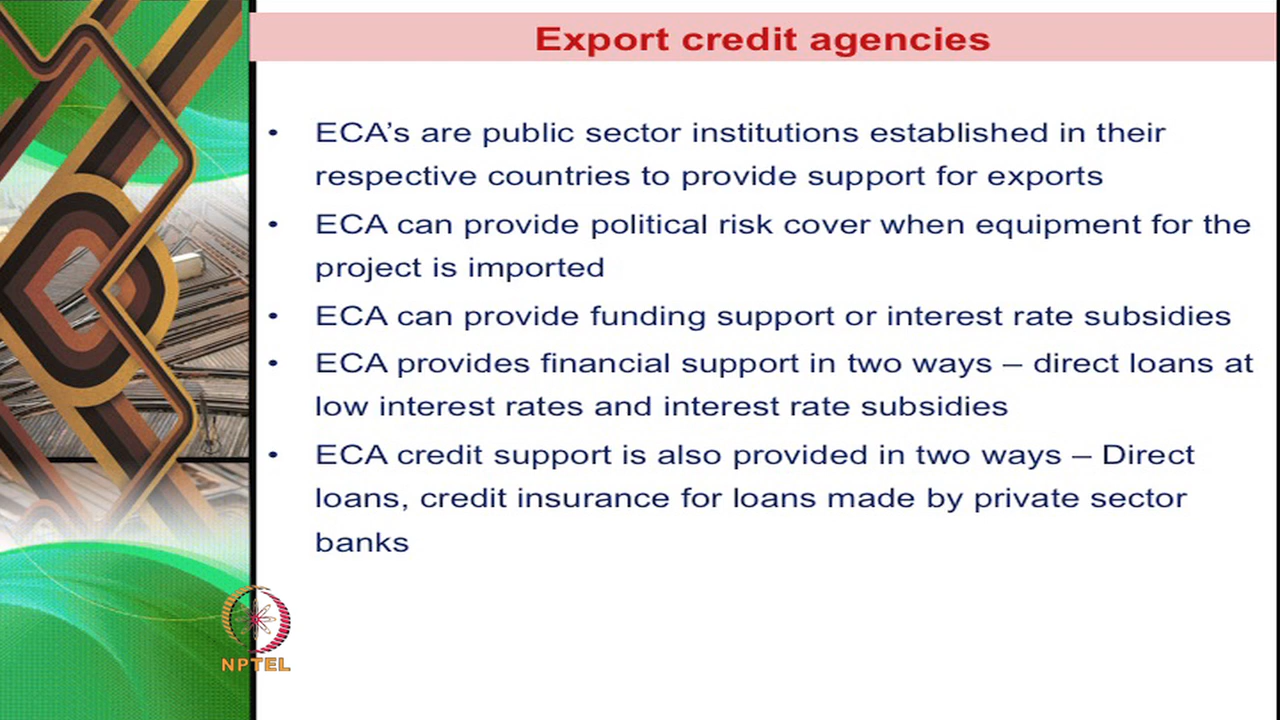 Export credit agencies
• ECA’s are public sector institutions established in their
respective countries to provide support for exports
• ECA can provide political risk cover when equipment for the
project is imported
• ECA can provide funding support or interest rate subsidies
• ECA provides financial support in two ways – direct loans at
low interest rates and interest rate subsidies
• ECA credit support is also provided in two ways – Direct
loans, credit insurance for loans made by private sector
banks
NPTEL